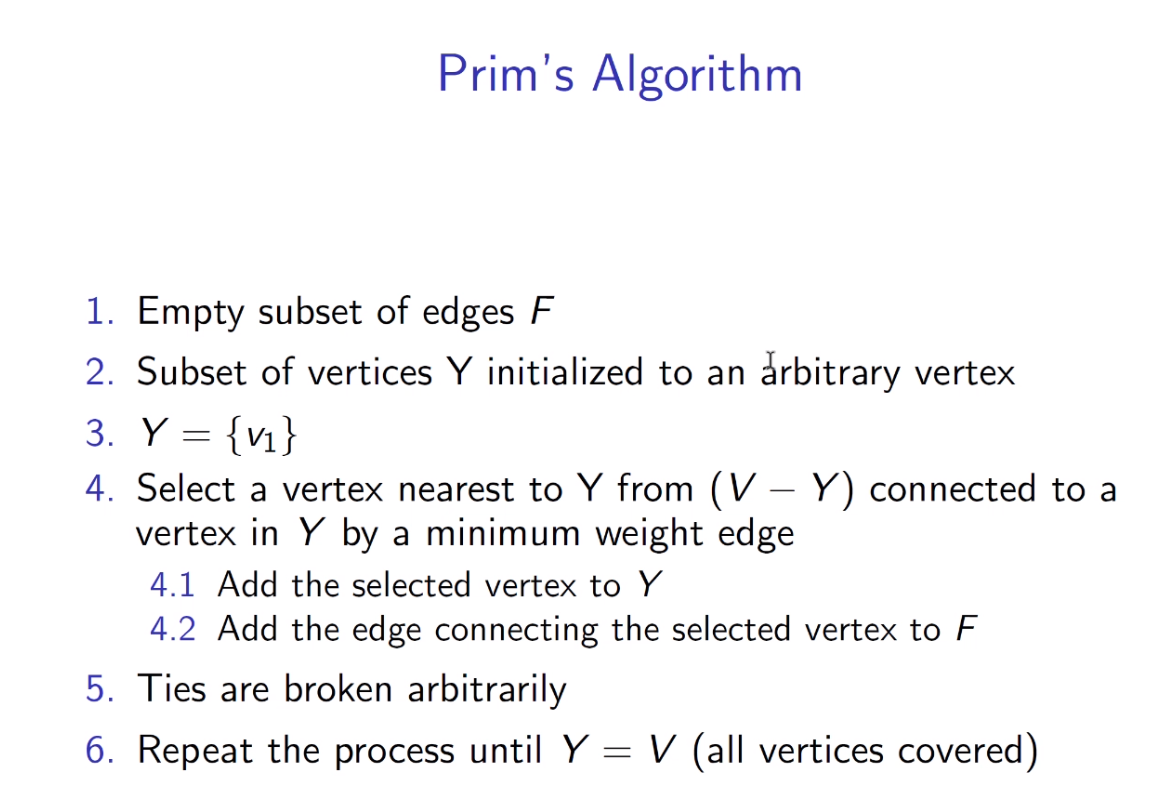 Prim's Algorithm
1. Empty subset of edges F
2. Subset of vertices Y initialized to an arbitrary vertex
3. Y = {v₁}
4. Select a vertex nearest to Y from (V − Y) connected to a
vertex in Y by a minimum weight edge
4.1 Add the selected vertex to Y
4.2 Add the edge connecting the selected vertex to F
5. Ties are broken arbitrarily
6. Repeat the process until Y = V (all vertices covered)